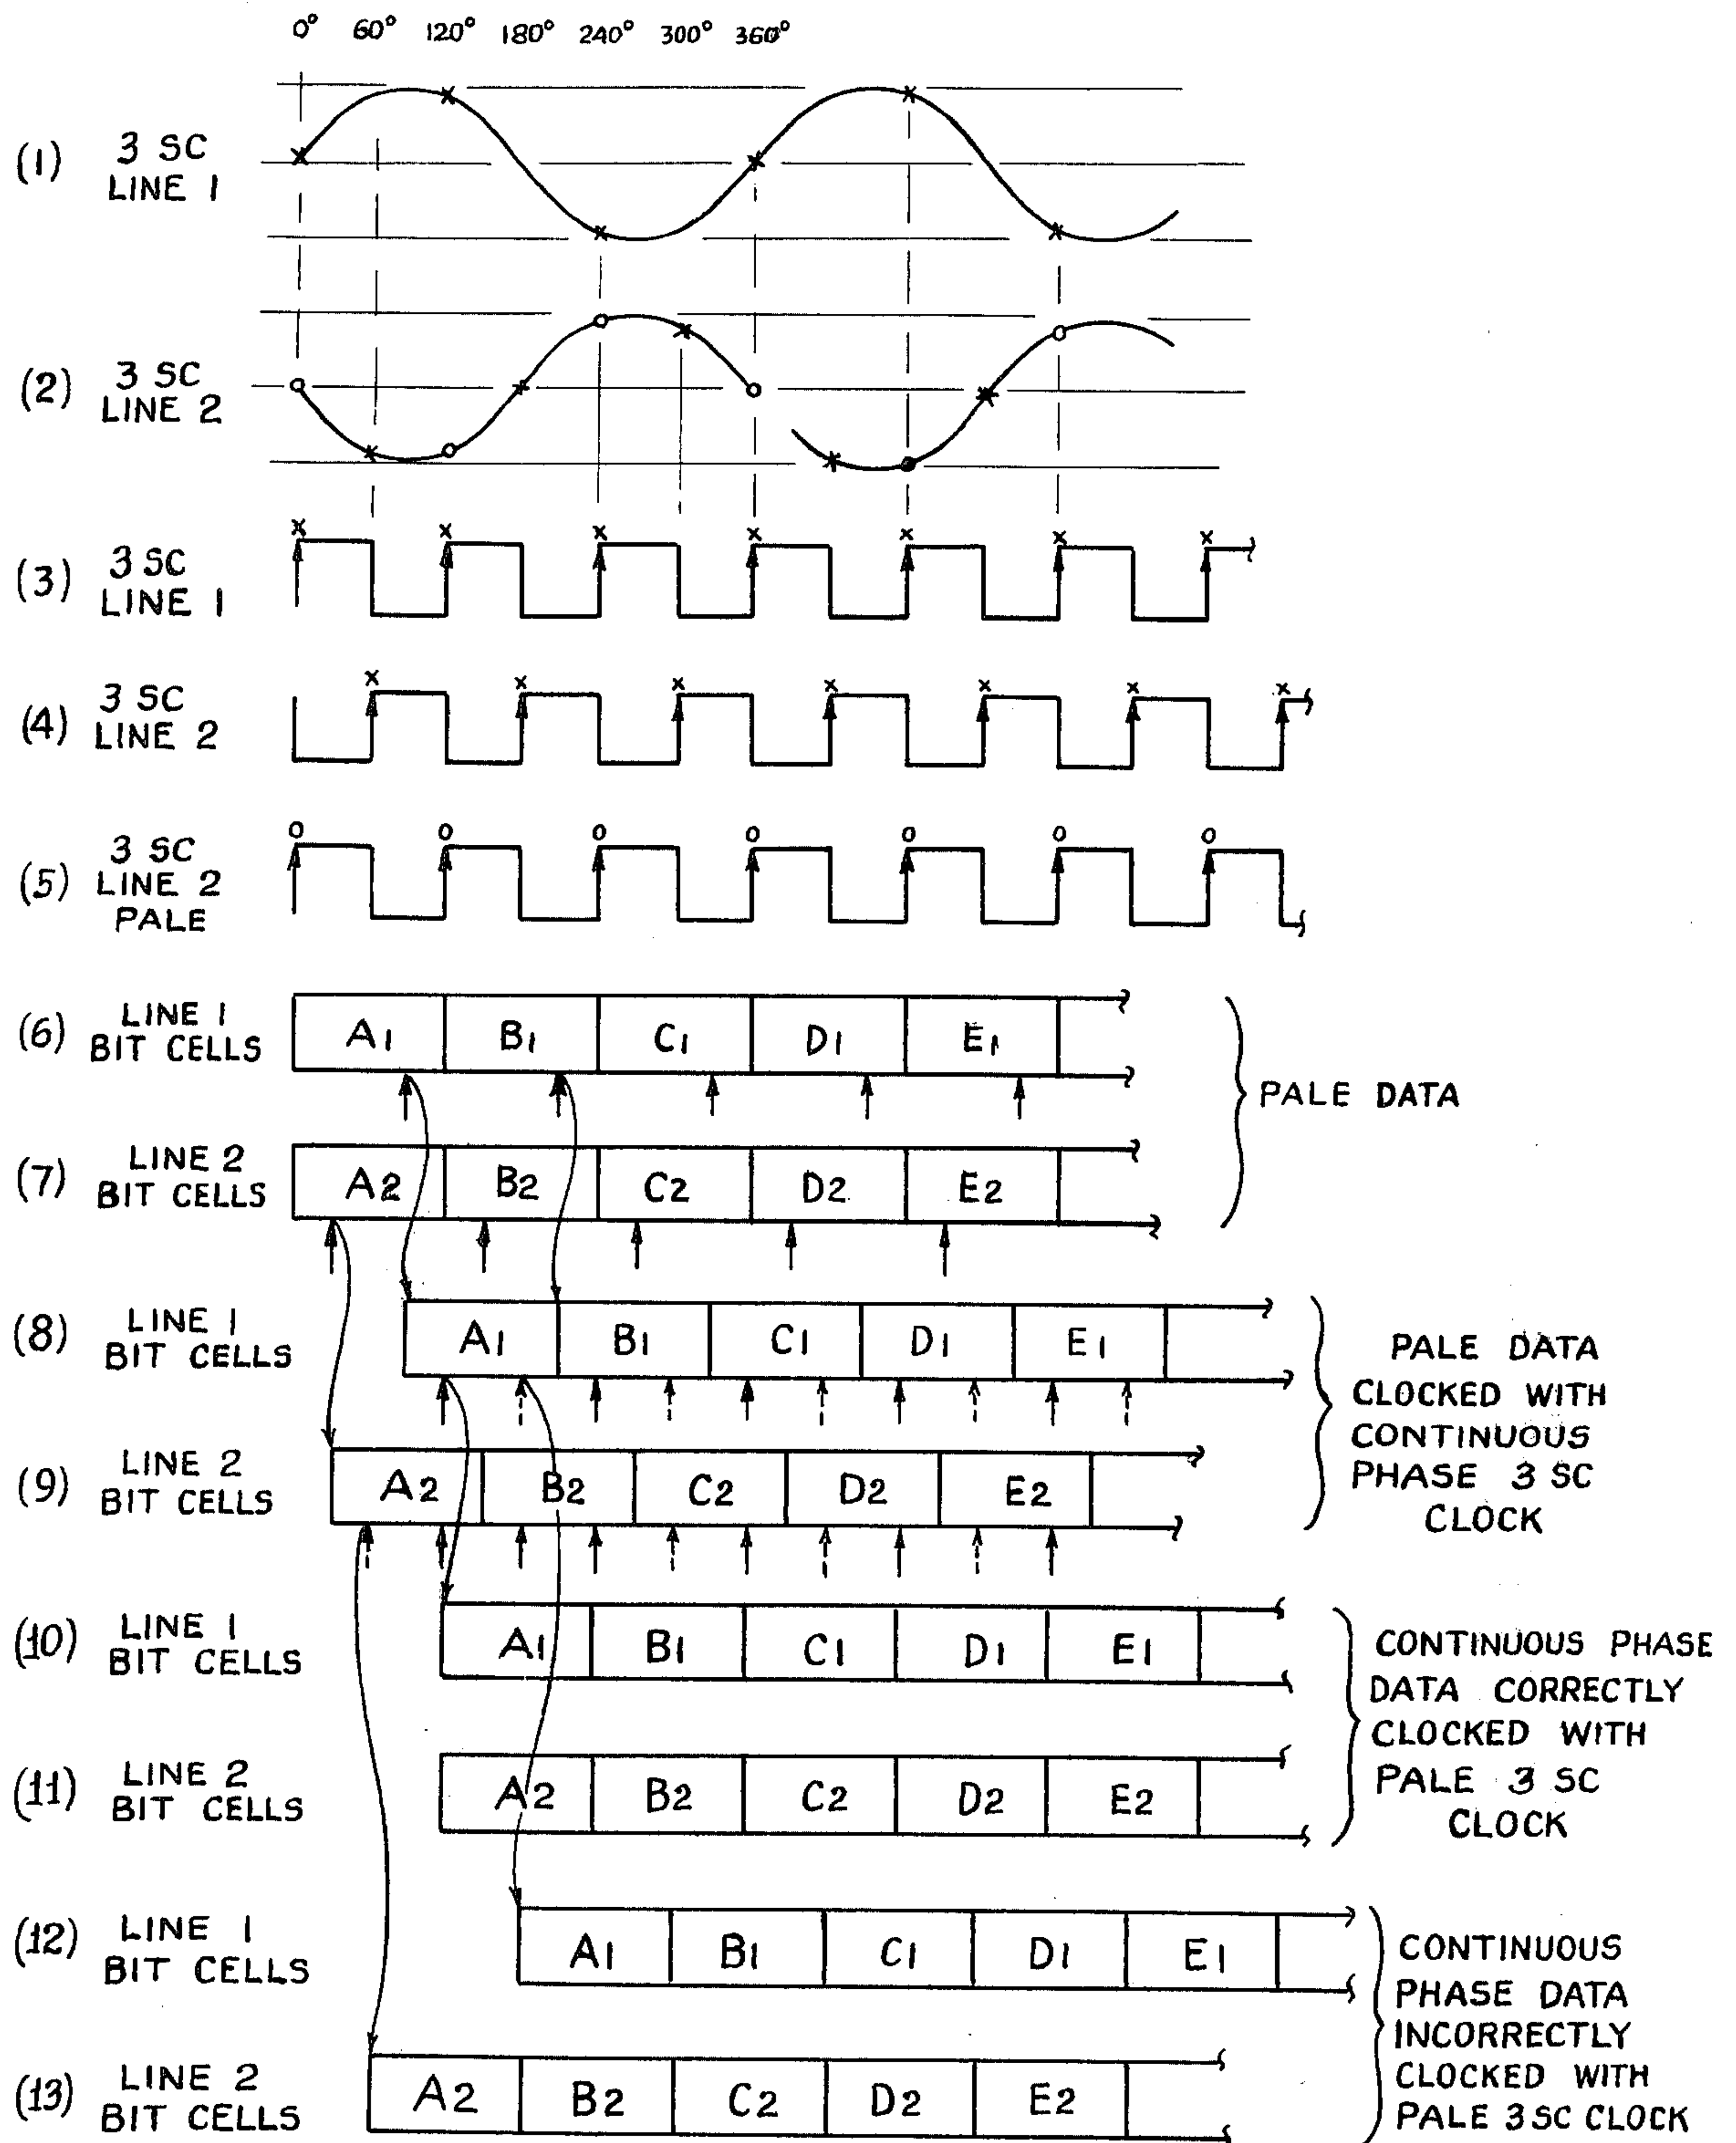 0° 60° 120° 180° 240° 300° 360°
(1) 3 SC
LINE 1
(2) 3 SC
LINE 2
(3) 3 SC
LINE 1
(4) 3 SC
LINE 2
(5) 3 SC
LINE 2
PALE
(6) LINE 1
BIT CELLS
A1 B1 C1 D1 E1
PALE DATA
(7) LINE 2
BIT CELLS
A2 B2 C2 D2 E2
(8) LINE 1
BIT CELLS
A1 B1 C1 D1 E1
PALE DATA
CLOCKED WITH
CONTINUOUS
PHASE 3 SC
CLOCK
(9) LINE 2
BIT CELLS
A2 B2 C2 D2 E2
(10) LINE 1
BIT CELLS
A1 B1 C1 D1 E1
CONTINUOUS PHASE
DATA CORRECTLY
CLOCKED WITH
PALE 3 SC
CLOCK
(11) LINE 2
BIT CELLS
A2 B2 C2 D2 E2
(12) LINE 1
BIT CELLS
A1 B1 C1 D1 E1
CONTINUOUS
PHASE DATA
INCORRECTLY
CLOCKED WITH
PALE 3SC CLOCK
(13) LINE 2
BIT CELLS
A2 B2 C2 D2 E2